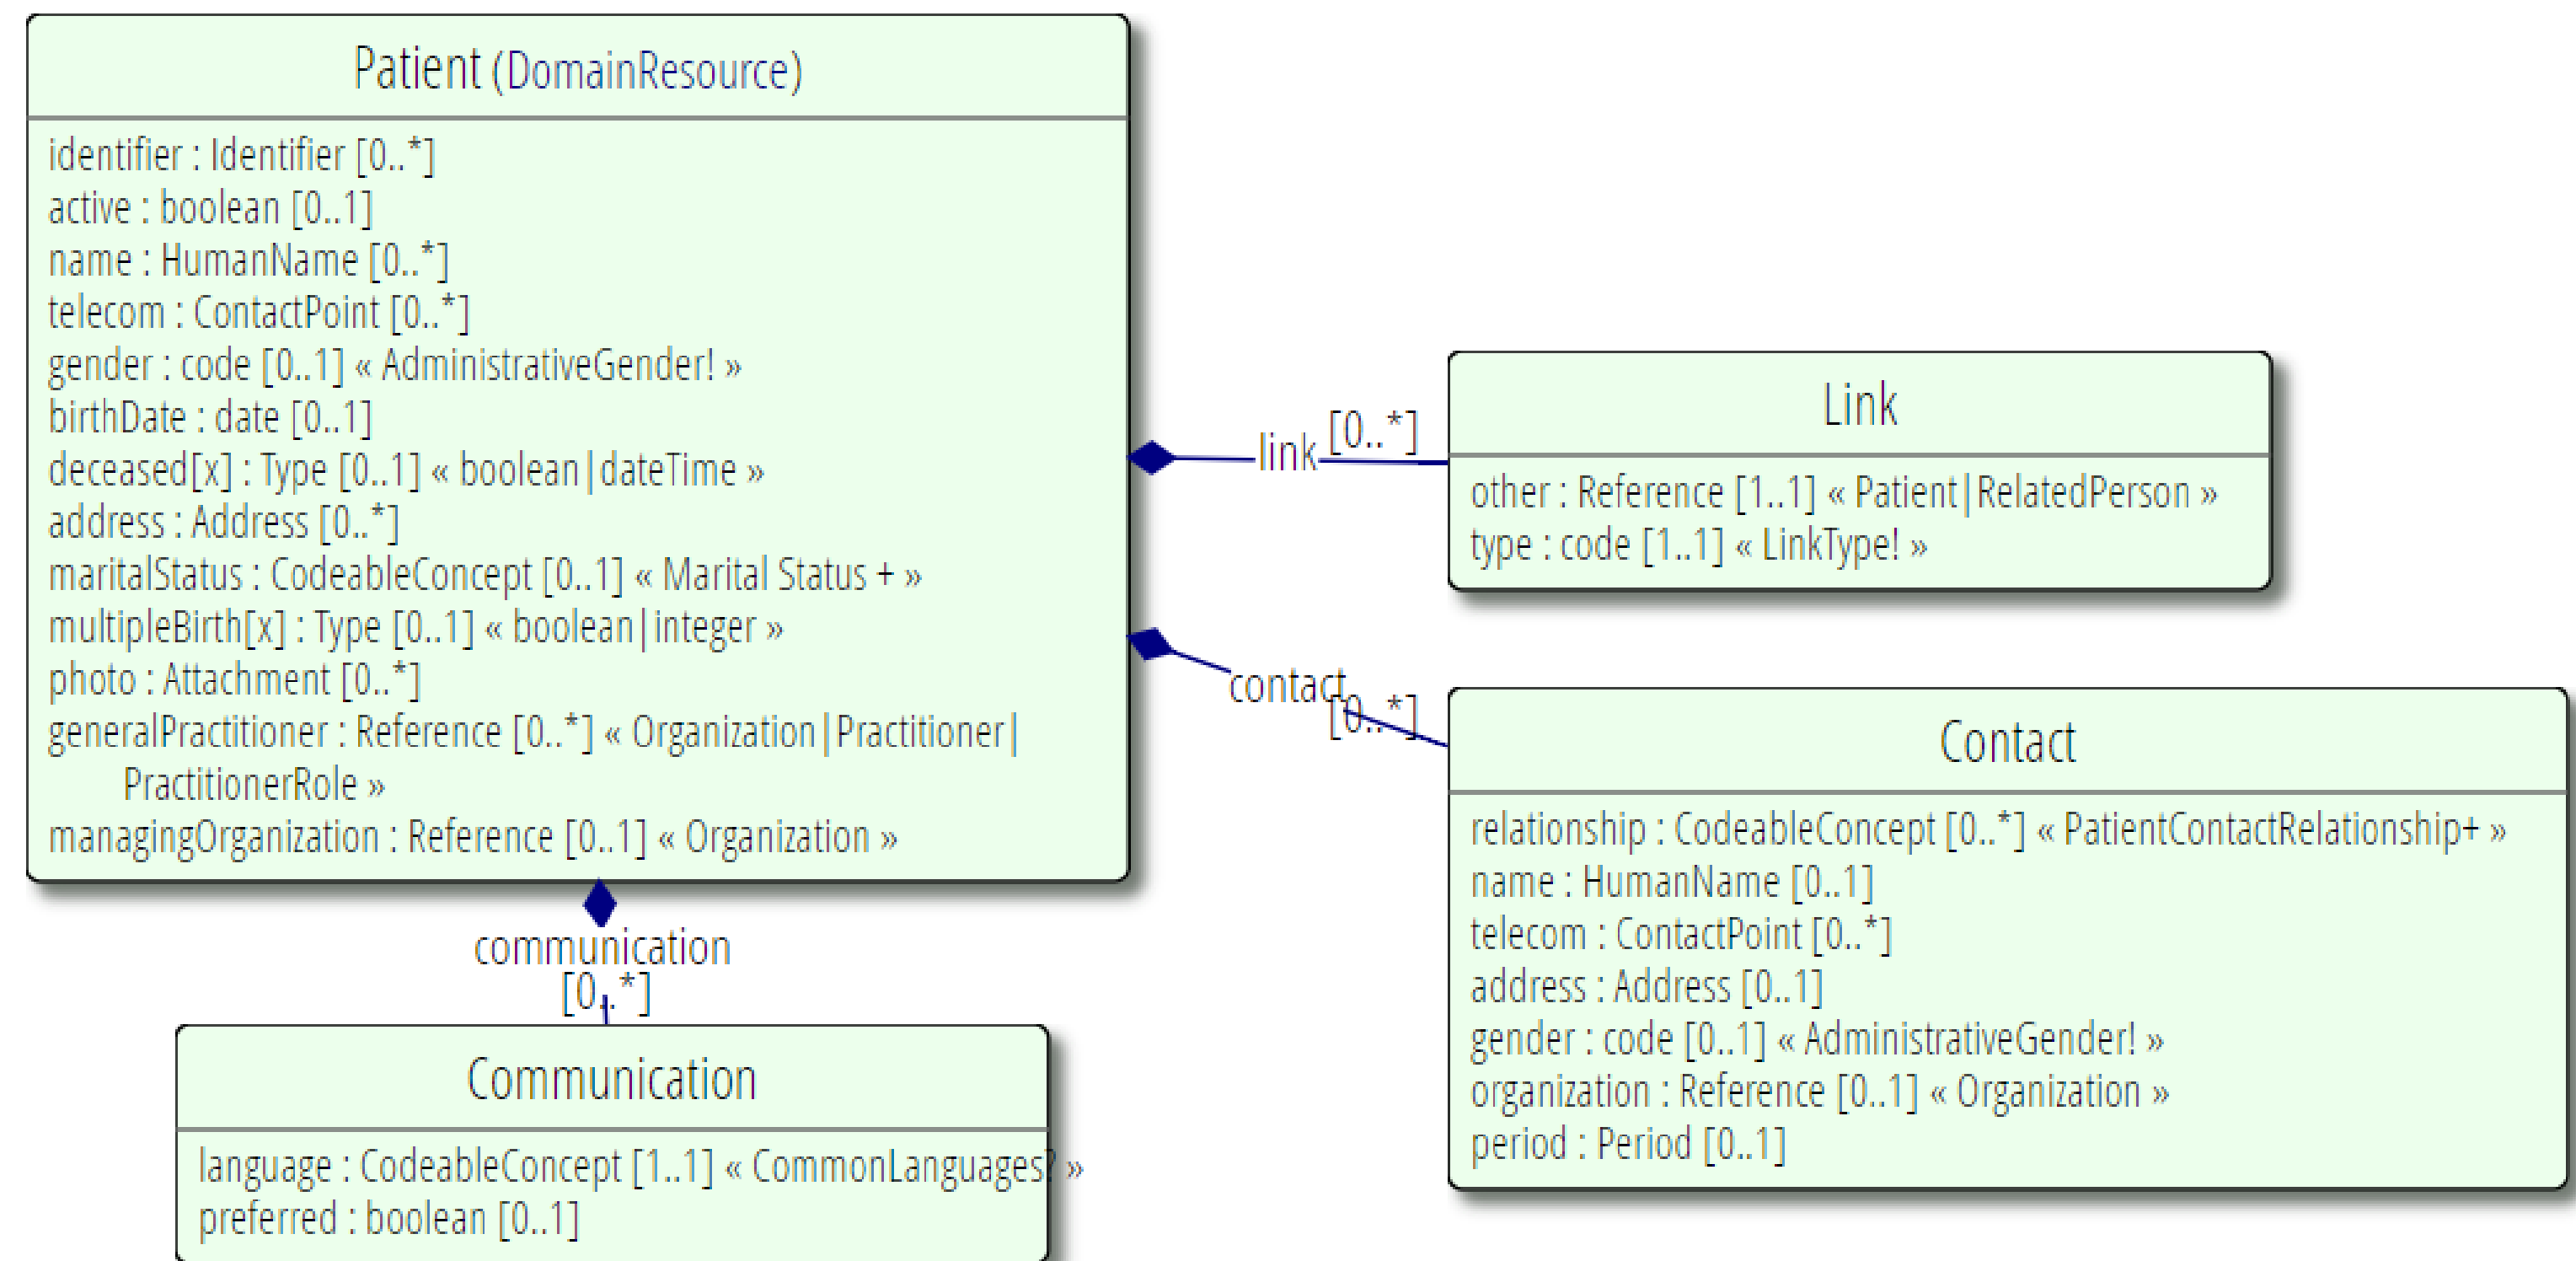 Patient (DomainResource)
identifier : Identifier [0..*]
active : boolean [0..1]
name : HumanName [0..*]
telecom : ContactPoint [0..*]
gender : code [0..1] « AdministrativeGender! »
birthDate : date [0..1]
deceased[x] : Type [0..1] « boolean|dateTime »
address : Address [0..*]
maritalStatus : CodeableConcept [0..1] « Marital Status + »
multipleBirth[x] : Type [0..1] « boolean|integer »
photo : Attachment [0..*]
generalPractitioner : Reference [0..*] « Organization|Practitioner|
PractitionerRole »
managingOrganization : Reference [0..1] « Organization »
link
[0..*]
Link
other : Reference [1..1] « Patient|RelatedPerson »
type : code [1..1] « LinkType! »
contact
[0..*]
Contact
relationship : CodeableConcept [0..*] « PatientContactRelationship+ »
name : HumanName [0..1]
telecom : ContactPoint [0..*]
address : Address [0..1]
gender : code [0..1] « AdministrativeGender! »
organization : Reference [0..1] « Organization »
period : Period [0..1]
communication
[0..*]
Communication
language : CodeableConcept [1..1] « CommonLanguages? »
preferred : boolean [0..1]